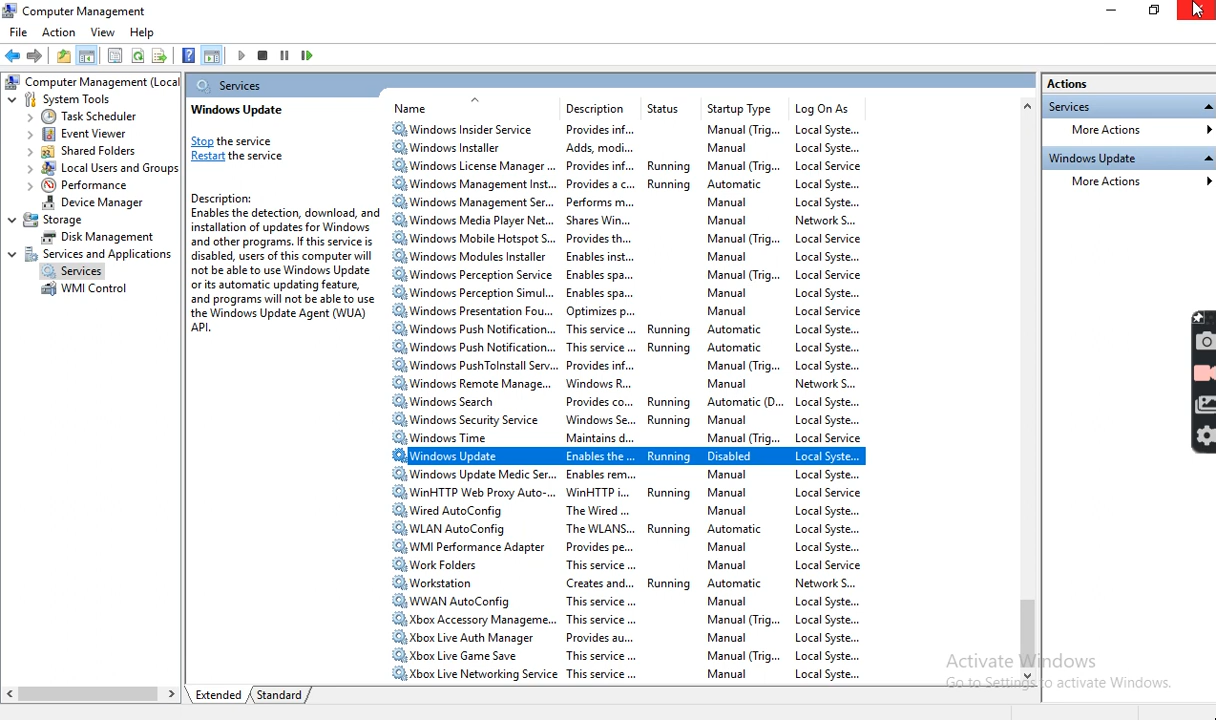 Computer Management
File Action View Help
Computer Management (Local
System Tools
Task Scheduler
Event Viewer
Shared Folders
Local Users and Groups
Performance
Device Manager
Storage
Disk Management
Services and Applications
Services
WMI Control
Services
Windows Update
Stop the service
Restart the service
Description:
Enables the detection, download, and
installation of updates for Windows
and other programs. If this service is
disabled, users of this computer will
not be able to use Windows Update
or its automatic updating feature,
and programs will not be able to use
the Windows Update Agent (WUA)
API.
Name Description Status Startup Type Log On As
Windows Insider Service Provides inf... Manual (Trig... Local Syste...
Windows Installer Adds, modi... Manual Local Syste...
Windows License Manager ... Provides inf... Running Manual (Trig... Local Service
Windows Management Inst... Provides a c... Running Automatic Local Syste...
Windows Management Ser... Performs m... Manual Local Syste...
Windows Media Player Net... Shares Win... Manual Network S...
Windows Mobile Hotspot S... Provides th... Manual (Trig... Local Service
Windows Modules Installer Enables inst... Manual Local Syste...
Windows Perception Service Enables spa... Manual (Trig... Local Service
Windows Perception Simul... Enables spa... Manual Local Syste...
Windows Presentation Fou... Optimizes p... Manual Local Service
Windows Push Notification... This service ... Running Automatic Local Syste...
Windows Push Notification... This service ... Running Automatic Local Syste...
Windows PushToInstall Serv... Provides inf... Manual (Trig... Local Syste...
Windows Remote Manage... Windows R... Manual Network S...
Windows Search Provides co... Running Automatic (D... Local Syste...
Windows Security Service Windows Se... Running Manual Local Syste...
Windows Time Maintains d... Manual (Trig... Local Service
Windows Update Enables the ... Running Disabled Local Syste...
Windows Update Medic Ser... Enables rem... Manual Local Syste...
WinHTTP Web Proxy Auto-... WinHTTP i... Running Manual Local Service
Wired AutoConfig The Wired ... Manual Local Syste...
WLAN AutoConfig The WLANS... Running Automatic Local Syste...
WMI Performance Adapter Provides pe... Manual Local Syste...
Work Folders This service ... Manual Local Service
Workstation Creates and... Running Automatic Network S...
WWAN AutoConfig This service ... Manual Local Syste...
Xbox Accessory Manageme... This service ... Manual (Trig... Local Syste...
Xbox Live Auth Manager Provides au... Manual Local Syste...
Xbox Live Game Save This service ... Manual (Trig... Local Syste...
Xbox Live Networking Service This service ... Manual Local Syste...
Extended Standard
Actions
Services
More Actions
Windows Update
More Actions
Activate Windows
Go to Settings to activate Windows.